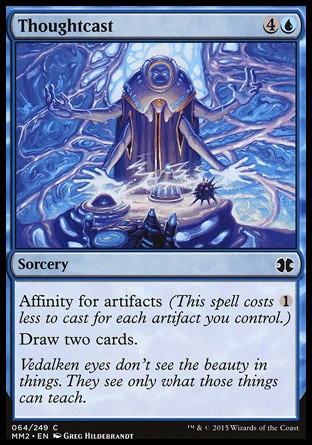 Thoughtcast 4
Sorcery
Affinity for artifacts (This spell costs 1
less to cast for each artifact you control.)
Draw two cards.
Vedalken eyes don't see the beauty in
things. They see only what those things
can teach.
064/249 C
MM2 • EN Greg Hildebrandt ™ & © 2015 Wizards of the Coast